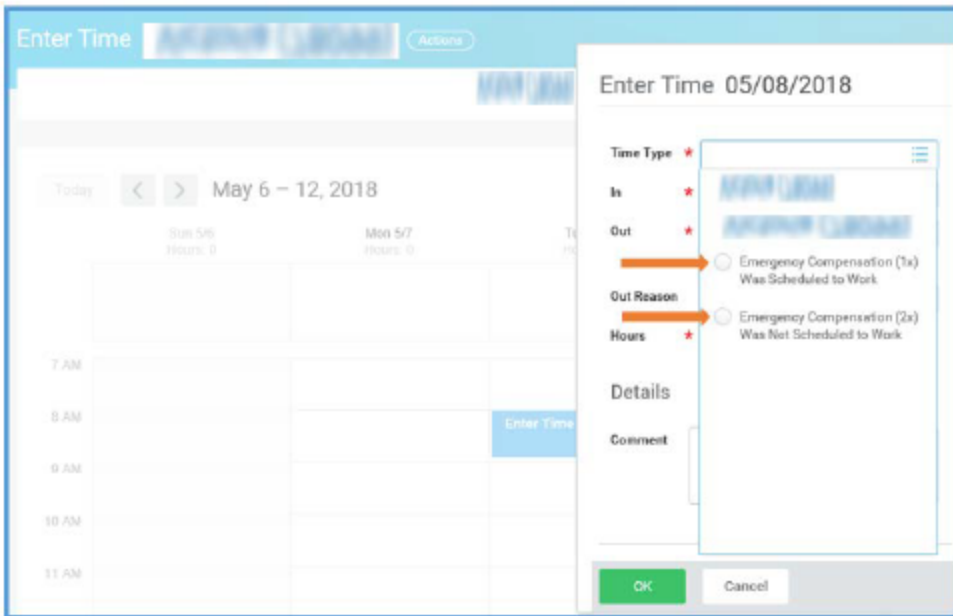 Enter Time
Actions
Enter Time 05/08/2018
Time Type *
In *
Out *
Emergency Compensation (1x)
Was Scheduled to Work
Out Reason
Emergency Compensation (2x)
Was Not Scheduled to Work
Hours *
Details
Comment
OK
Cancel
Today
May 6 – 12, 2018
Sun 5/6
Hours: 0
Mon 5/7
Hours: 0
7 AM
8 AM
Enter Time
9 AM
10 AM
11 AM